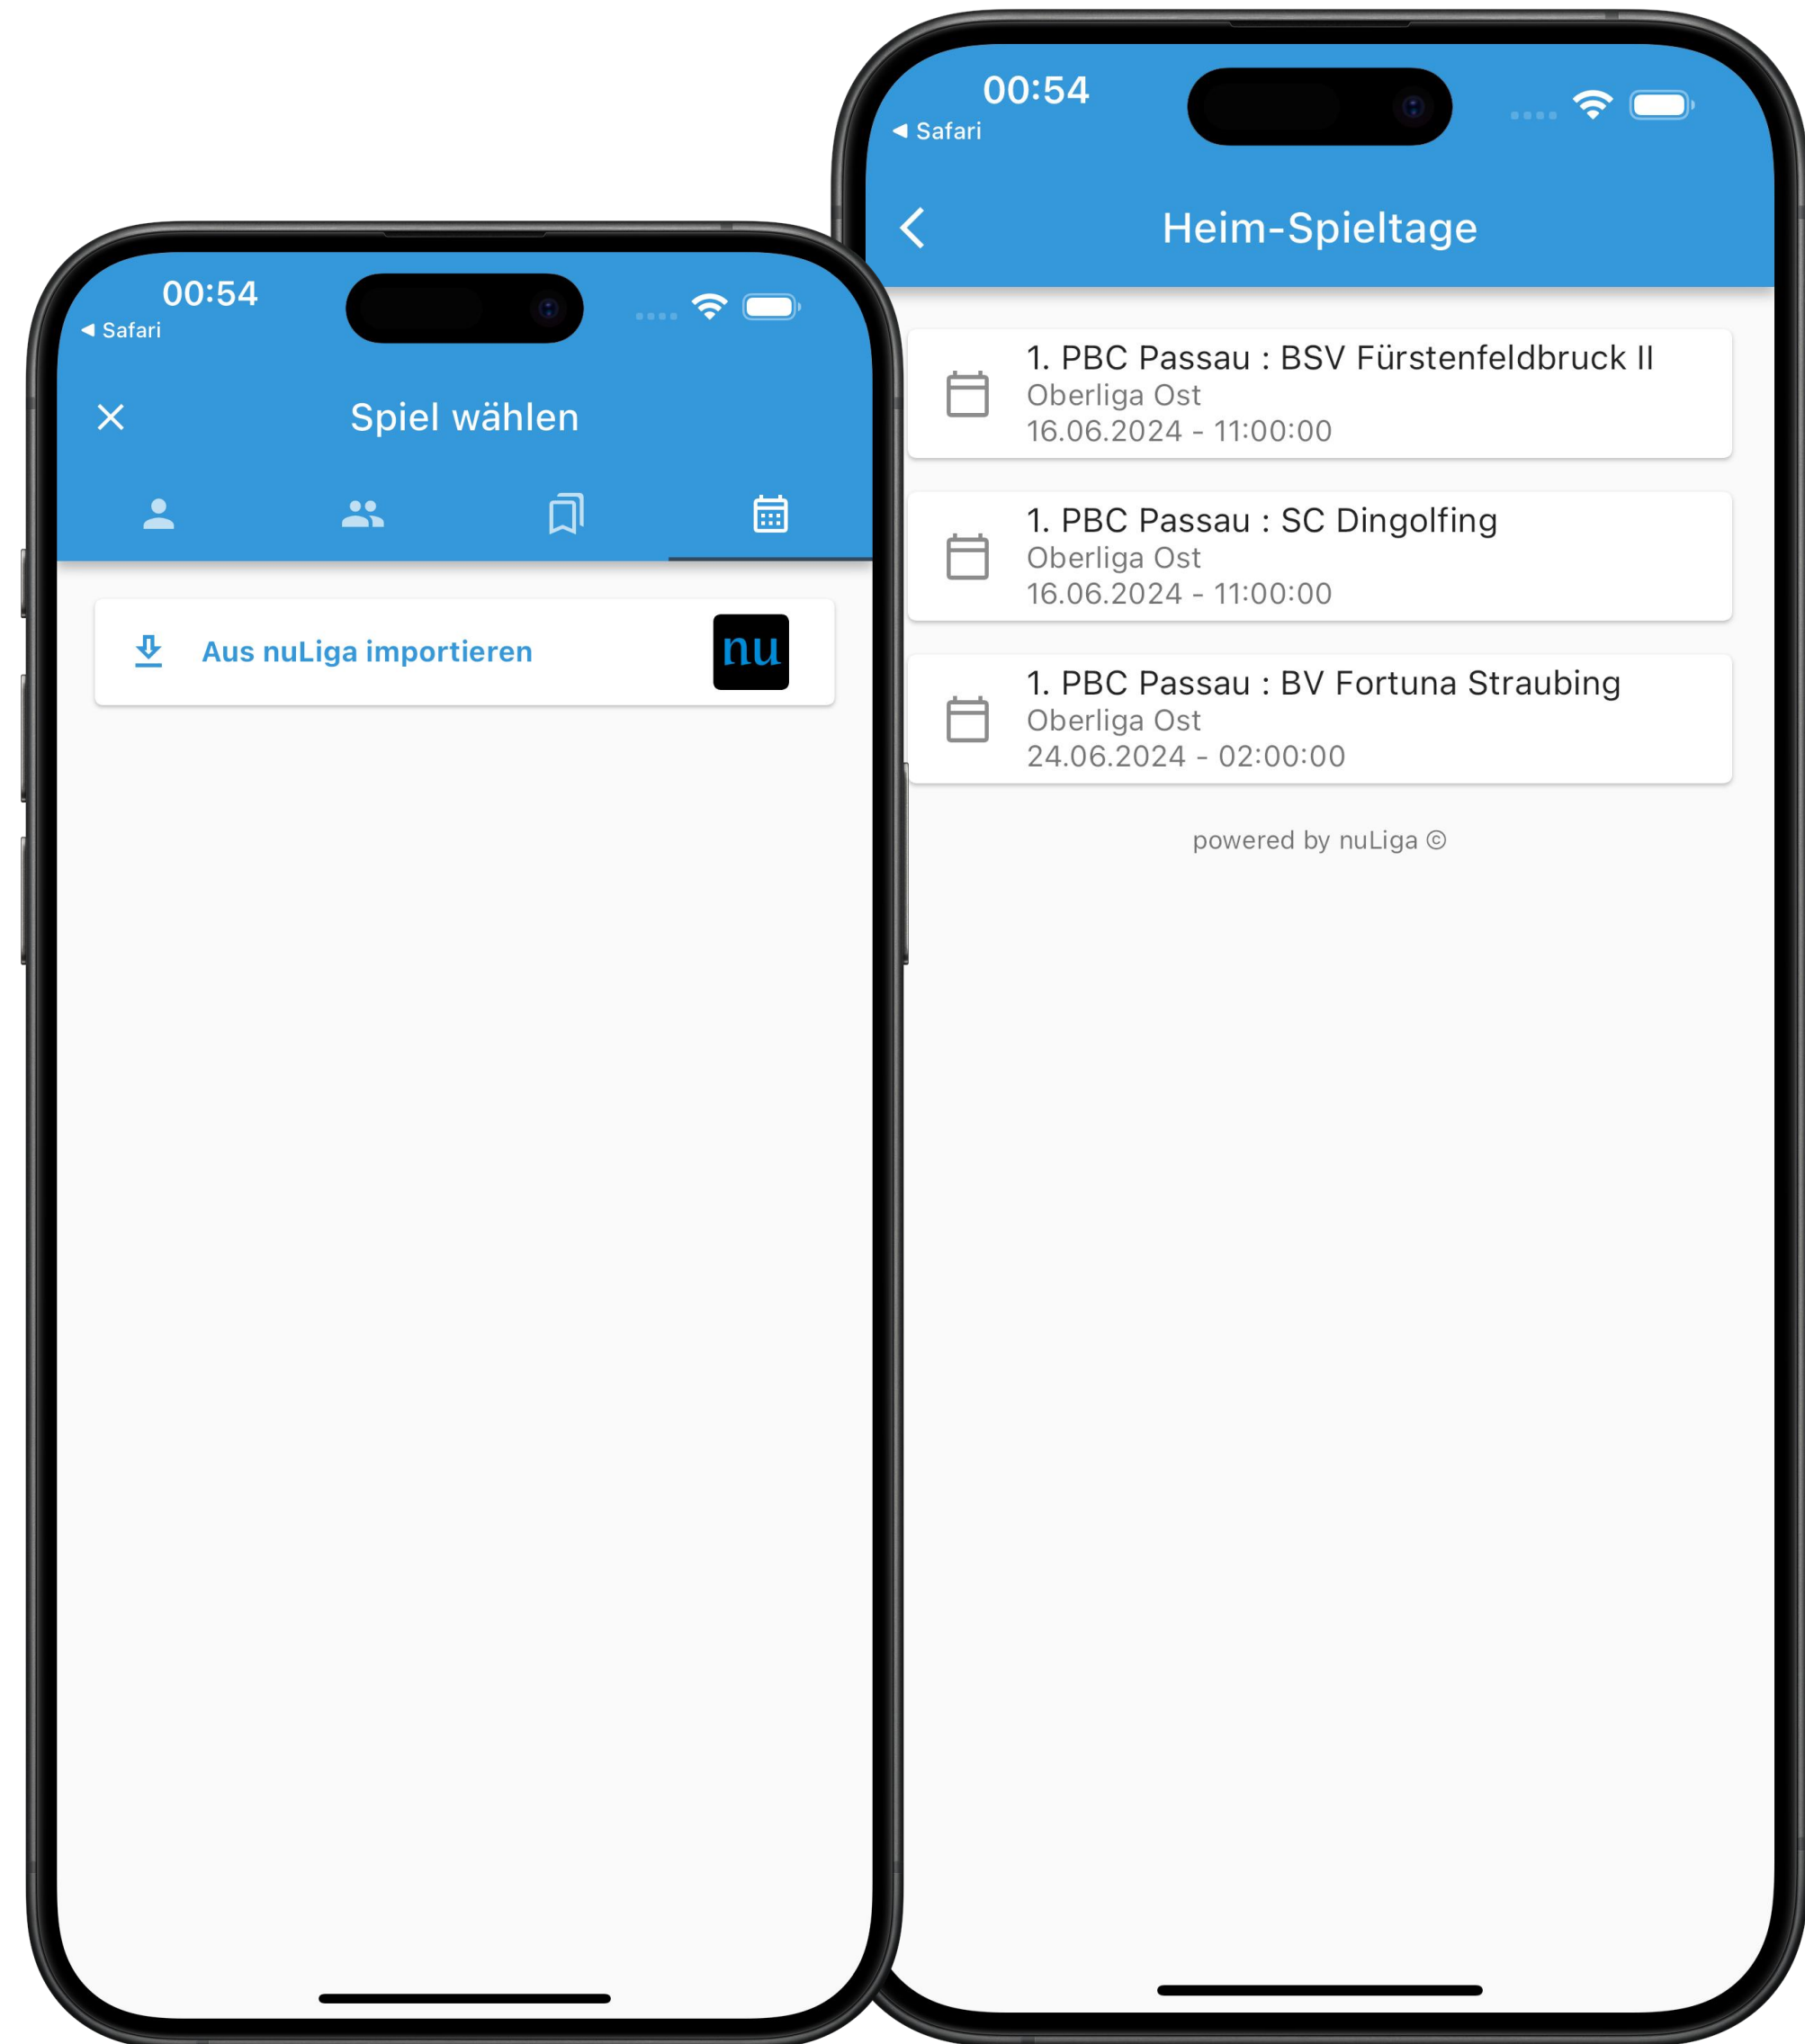 00:54
Safari
Spiel wählen
Aus nuLiga importieren
nu
00:54
Safari
Heim-Spieltage
1. PBC Passau : BSV Fürstenfeldbruck II
Oberliga Ost
16.06.2024 - 11:00:00
1. PBC Passau : SC Dingolfing
Oberliga Ost
16.06.2024 - 11:00:00
1. PBC Passau : BV Fortuna Straubing
Oberliga Ost
24.06.2024 - 02:00:00
powered by nuLiga ©